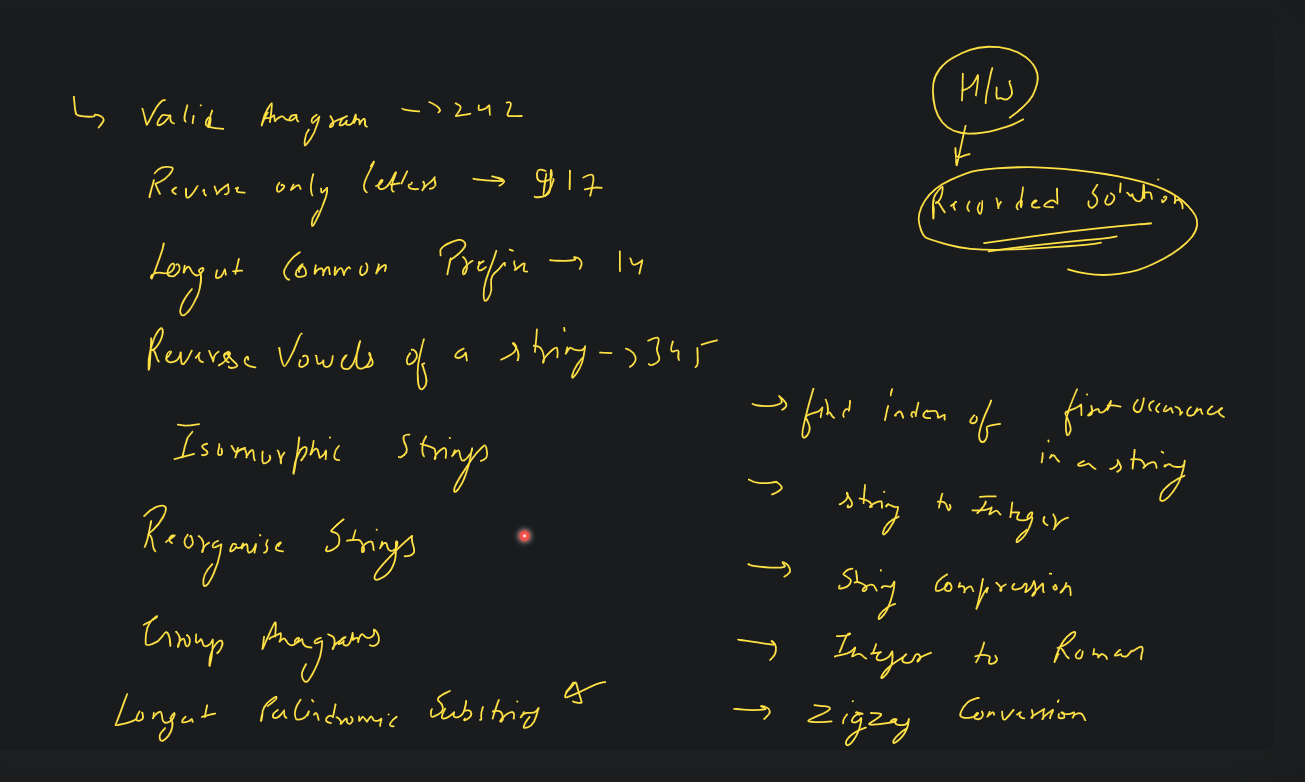 Valid Anagram -> 242
Reverse only letters -> 917
Longest Common Prefix -> 14
Reverse Vowels of a string -> 345
Isomorphic Strings
Reorganise Strings
Group Anagrams
Longest Palindromic Substring
H/W
Recorded Solution
-> find index of first occurence
in a string
-> string to Integer
-> String Compression
-> Integer to Roman
-> Zigzag Conversion